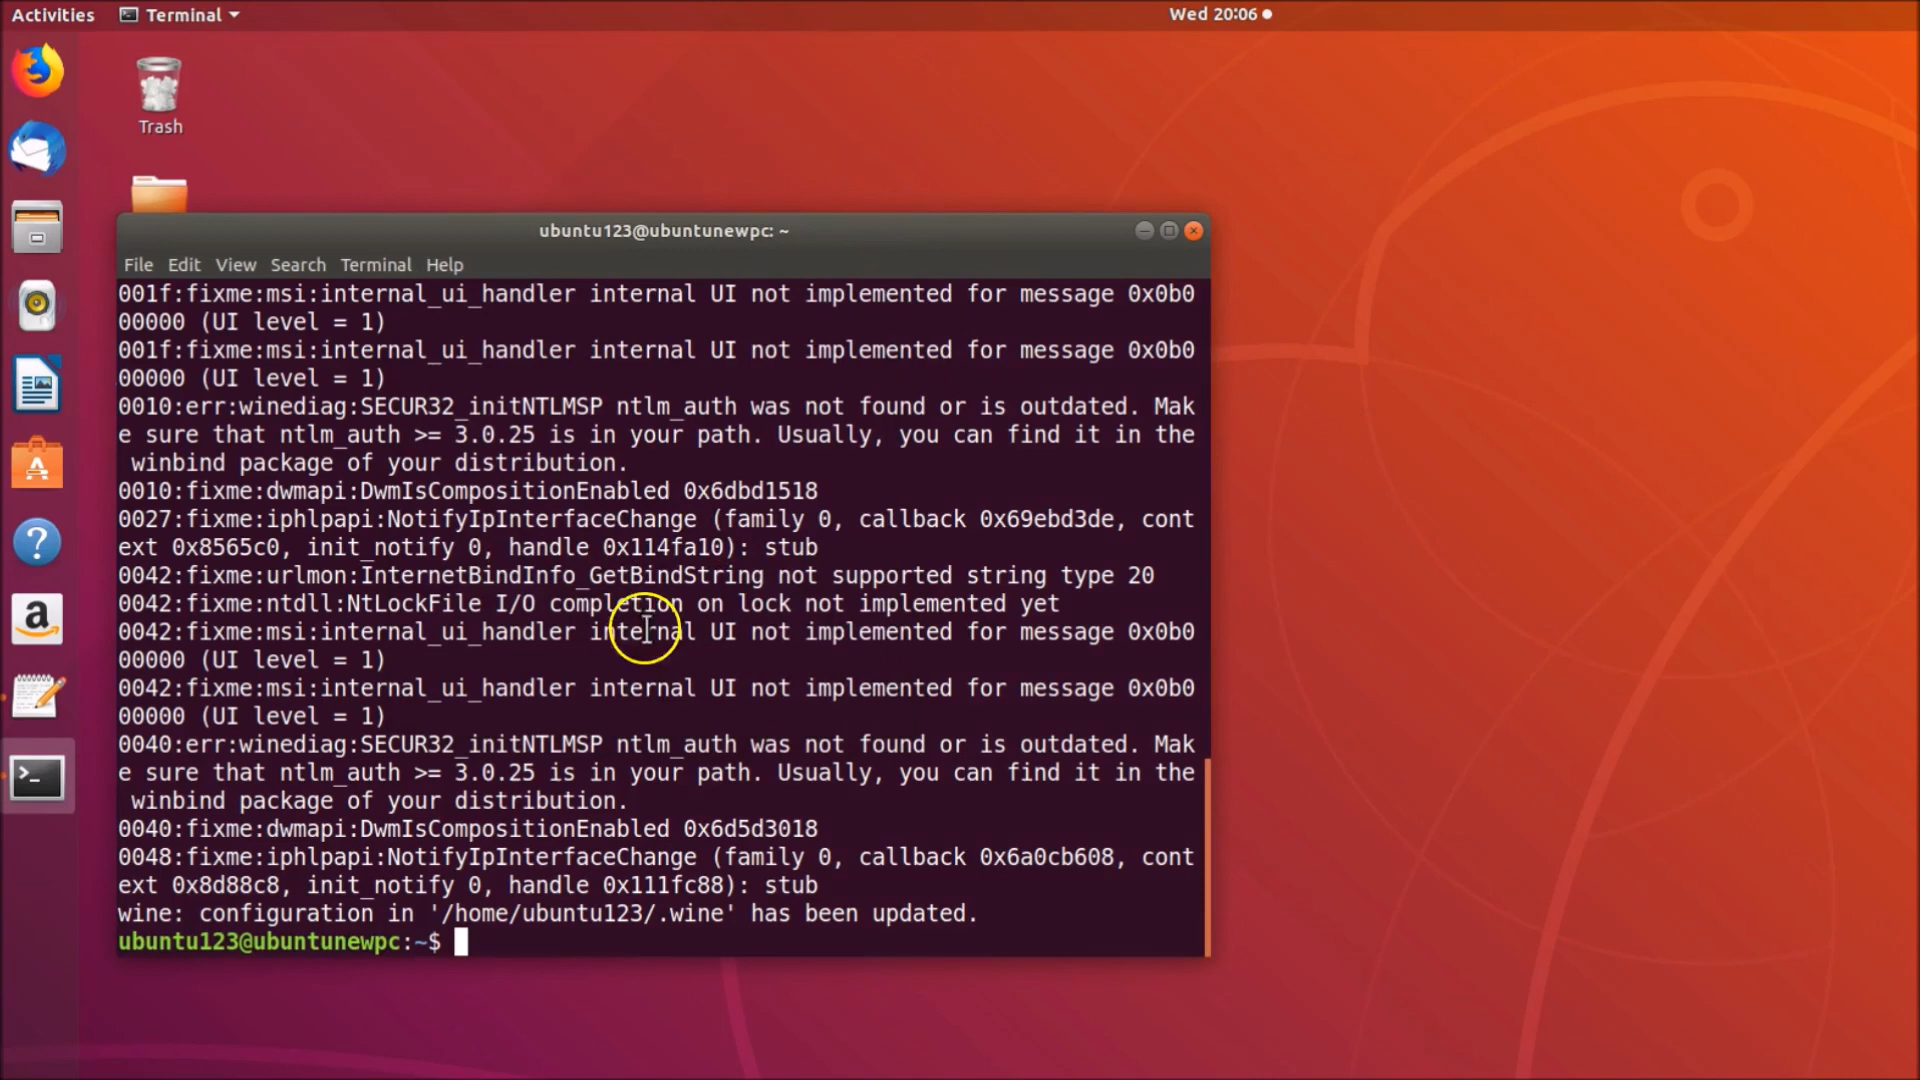 Activities Terminal Wed 20:06
Trash
ubuntu123@ubuntunewpc: ~
File Edit View Search Terminal Help
001f:fixme:msi:internal_ui_handler internal UI not implemented for message 0x0b0
00000 (UI level = 1)
001f:fixme:msi:internal_ui_handler internal UI not implemented for message 0x0b0
00000 (UI level = 1)
0010:err:winediag:SECUR32_initNTLMSP ntlm_auth was not found or is outdated. Mak
e sure that ntlm_auth >= 3.0.25 is in your path. Usually, you can find it in the
 winbind package of your distribution.
0010:fixme:dwmapi:DwmIsCompositionEnabled 0x6dbd1518
0027:fixme:iphlpapi:NotifyIpInterfaceChange (family 0, callback 0x69ebd3de, cont
ext 0x8565c0, init_notify 0, handle 0x114fa10): stub
0042:fixme:urlmon:InternetBindInfo_GetBindString not supported string type 20
0042:fixme:ntdll:NtLockFile I/O completion on lock not implemented yet
0042:fixme:msi:internal_ui_handler internal UI not implemented for message 0x0b0
00000 (UI level = 1)
0042:fixme:msi:internal_ui_handler internal UI not implemented for message 0x0b0
00000 (UI level = 1)
0040:err:winediag:SECUR32_initNTLMSP ntlm_auth was not found or is outdated. Mak
e sure that ntlm_auth >= 3.0.25 is in your path. Usually, you can find it in the
 winbind package of your distribution.
0040:fixme:dwmapi:DwmIsCompositionEnabled 0x6d5d3018
0048:fixme:iphlpapi:NotifyIpInterfaceChange (family 0, callback 0x6a0cb608, cont
ext 0x8d88c8, init_notify 0, handle 0x111fc88): stub
wine: configuration in '/home/ubuntu123/.wine' has been updated.
ubuntu123@ubuntunewpc:~$